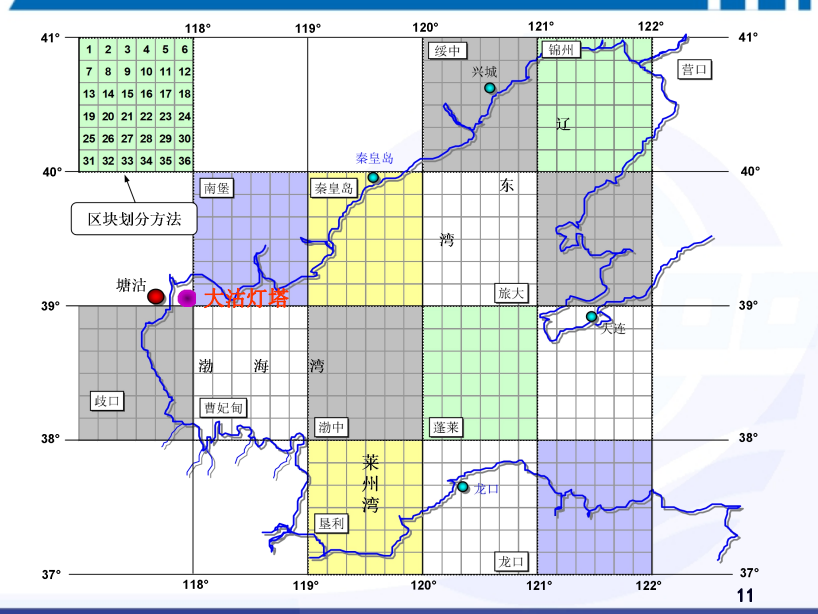 118°
119°
120°
121°
122°
41°
41°
1 2 3 4 5 6
7 8 9 10 11 12
13 14 15 16 17 18
19 20 21 22 23 24
25 26 27 28 29 30
31 32 33 34 35 36
绥中
锦州
营口
兴城
辽
秦皇岛
40°
40°
南堡
秦皇岛
东
区块划分方法
湾
塘沽
大沽灯塔
旅大
39°
39°
大连
渤 海 湾
歧口
曹妃甸
渤中
蓬莱
38°
38°
莱
州
湾
龙口
垦利
龙口
37°
37°
118°
119°
120°
121°
122°
11